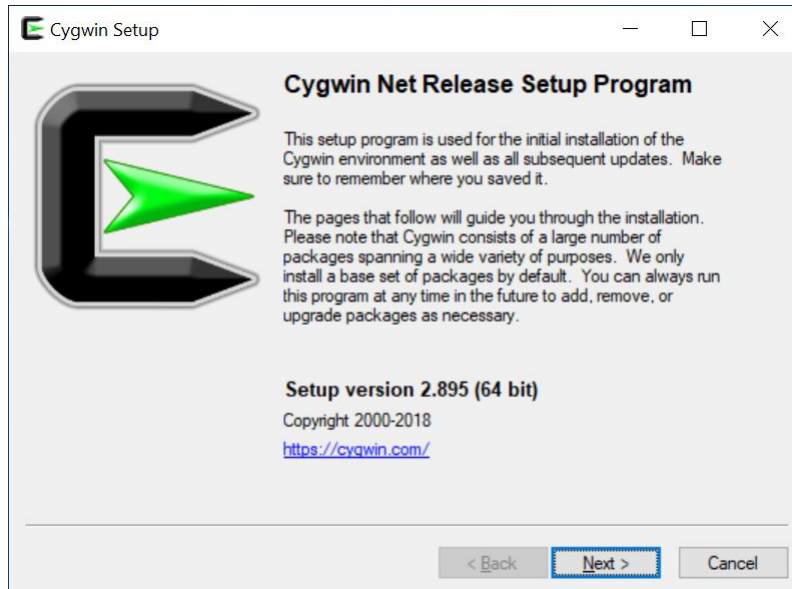 Cygwin Setup
Cygwin Net Release Setup Program
This setup program is used for the initial installation of the
Cygwin environment as well as all subsequent updates.  Make
sure to remember where you saved it.
The pages that follow will guide you through the installation.
Please note that Cygwin consists of a large number of
packages spanning a wide variety of purposes.  We only
install a base set of packages by default.  You can always run
this program at any time in the future to add, remove, or
upgrade packages as necessary.
Setup version 2.895 (64 bit)
Copyright 2000-2018
https://cygwin.com/
< Back
Next >
Cancel